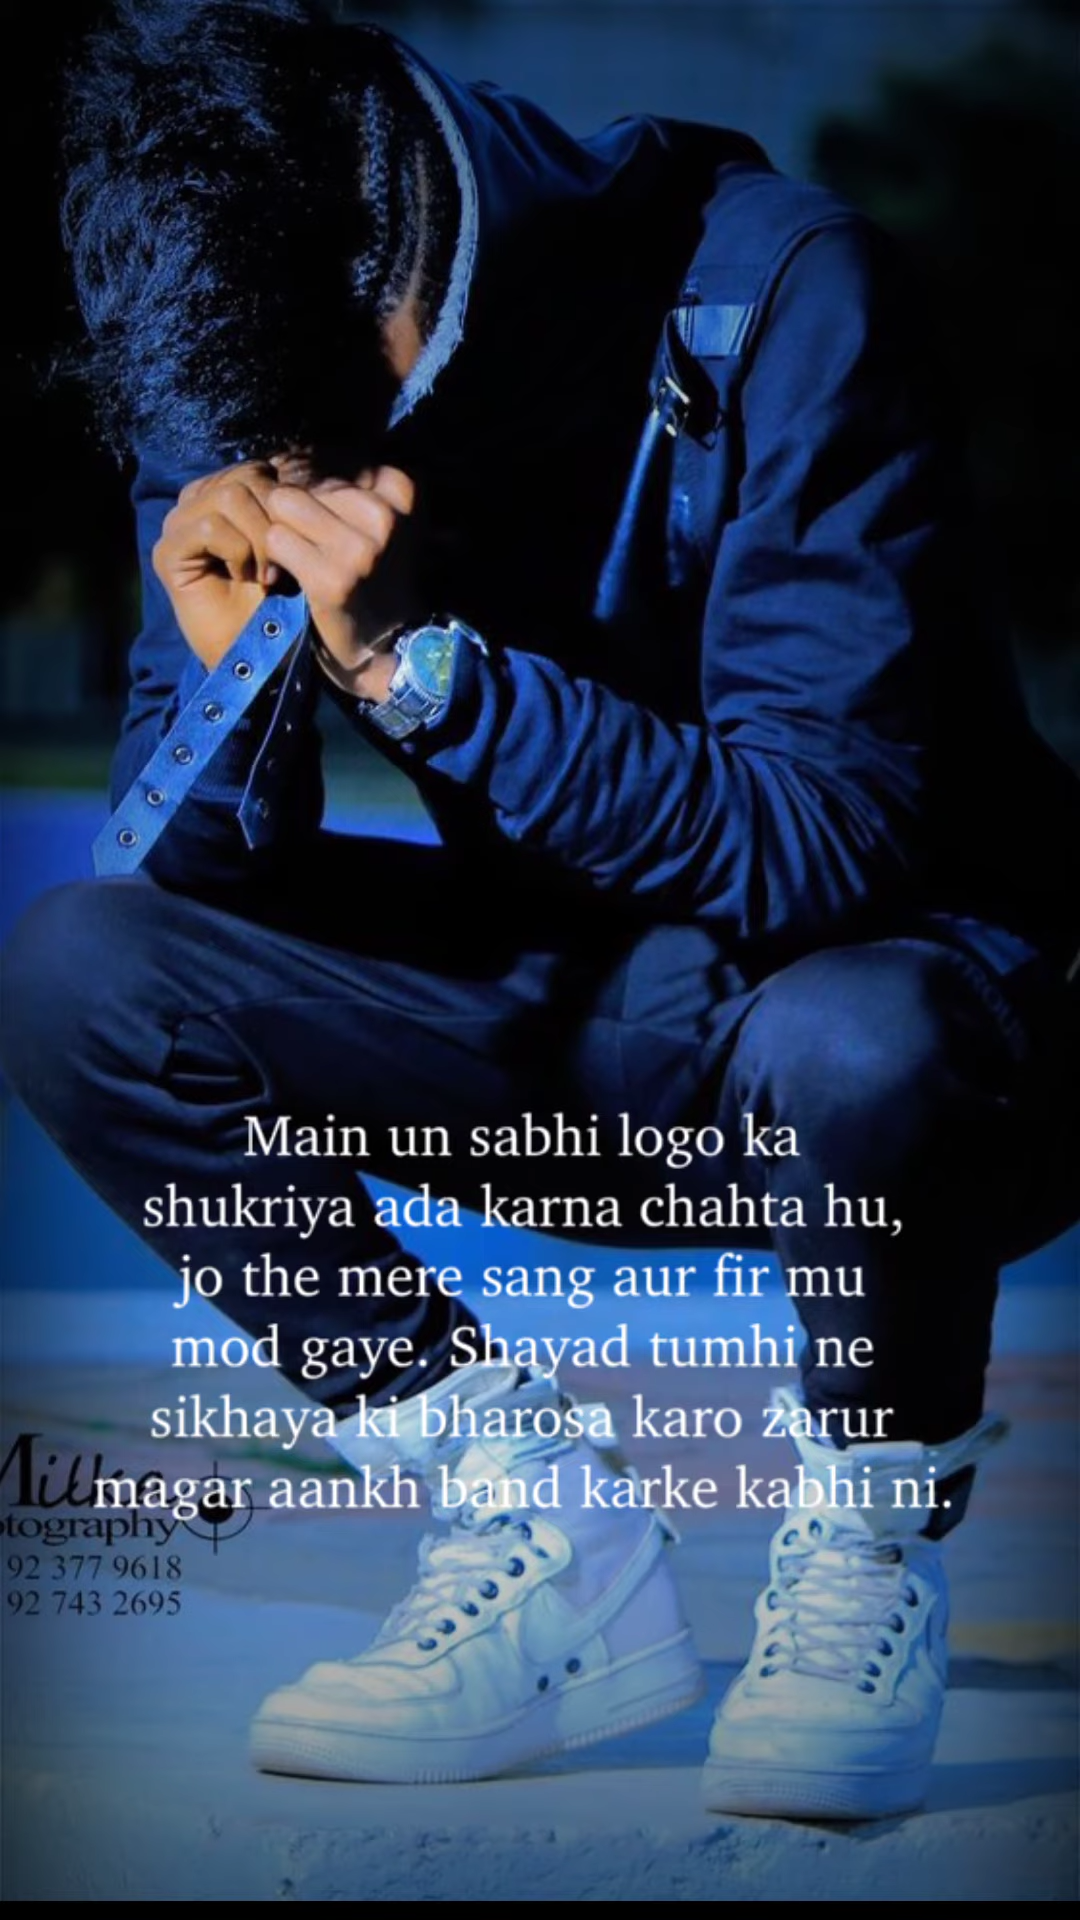 Main un sabhi logo ka
shukriya ada karna chahta hu,
jo the mere sang aur fir mu
mod gaye. Shayad tumhi ne
sikhaya ki bharosa karo zarur
magar aankh band karke kabhi ni.
Milka
otography
92 377 9618
92 743 2695